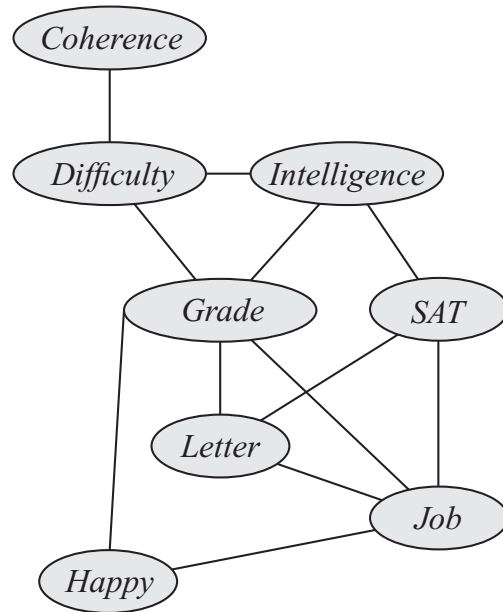 Coherence
Difficulty
Intelligence
Grade
SAT
Letter
Job
Happy